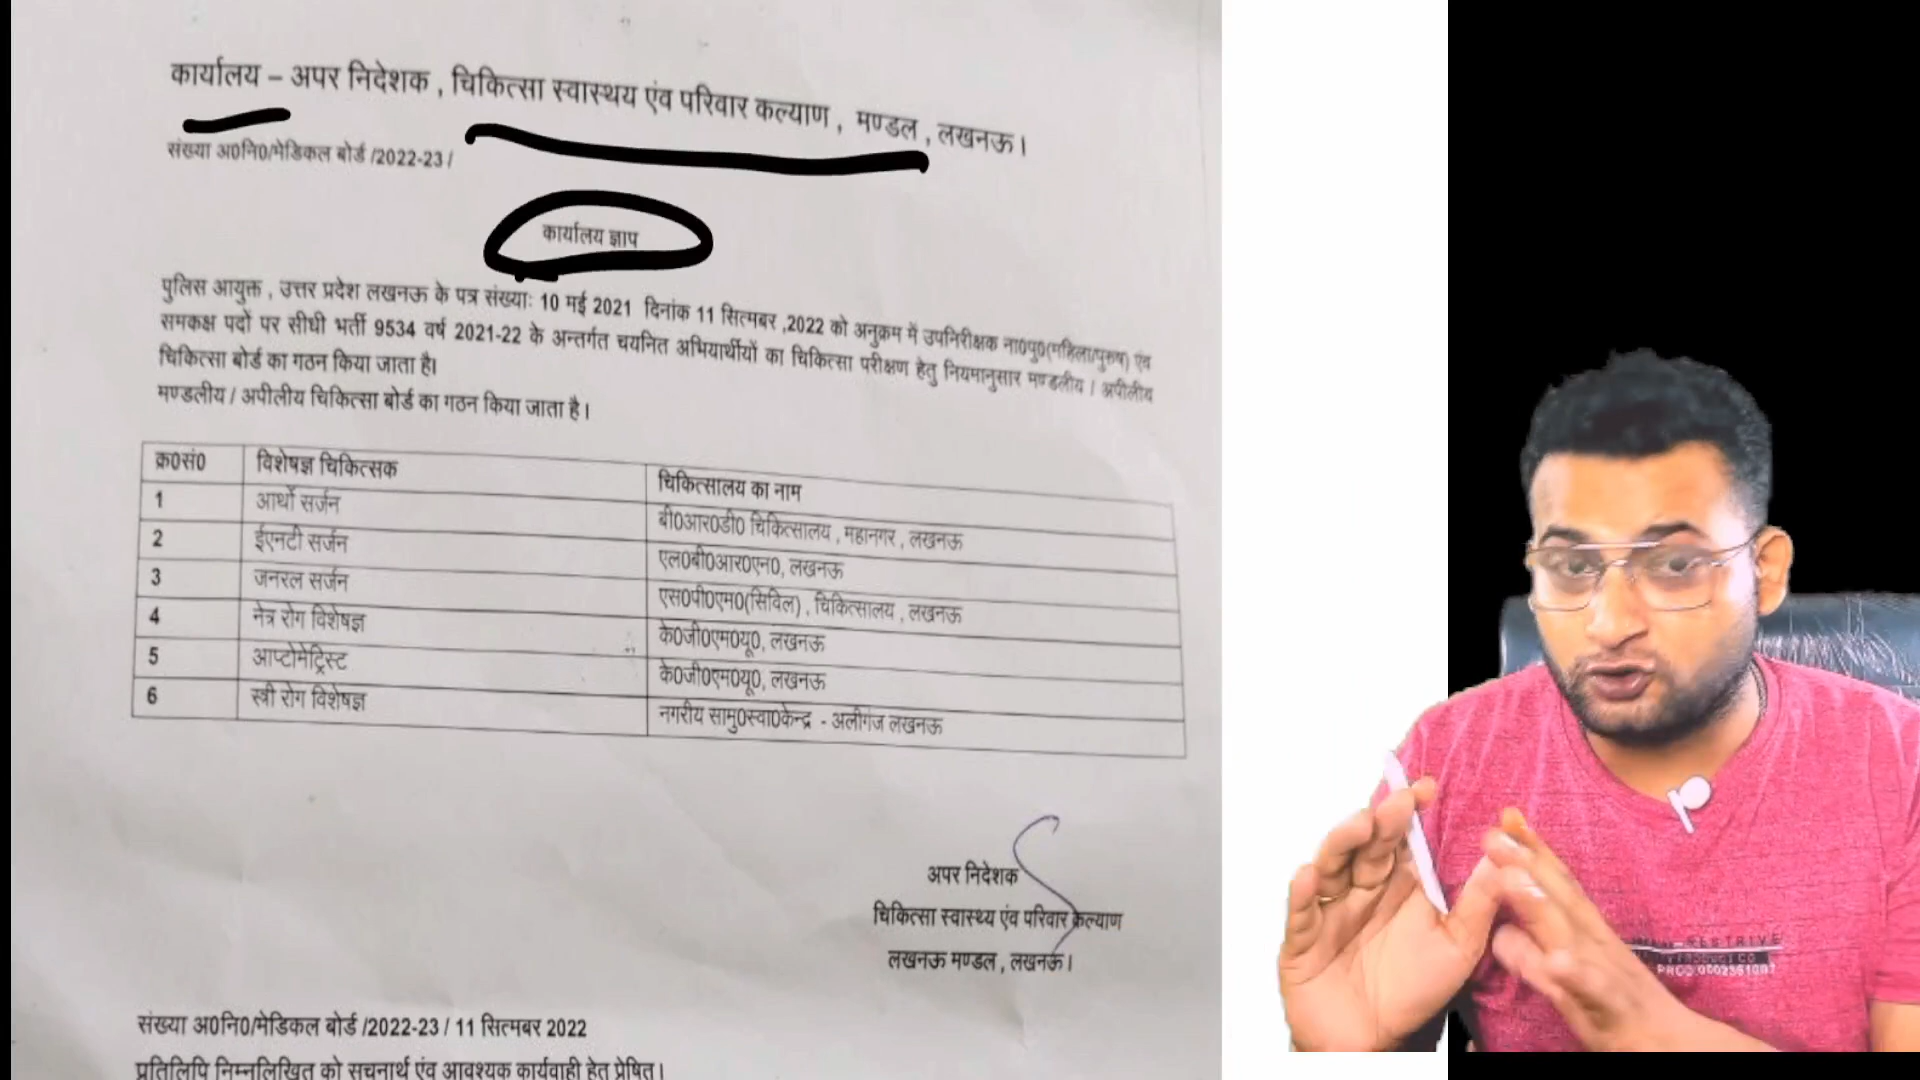 कार्यालय – अपर निदेशक , चिकित्सा स्वास्थय एंव परिवार कल्याण , मण्डल , लखनऊ।
संख्या अ0नि0/मेडिकल बोर्ड /2022-23 /
कार्यालय ज्ञाप
पुलिस आयुक्त , उत्तर प्रदेश लखनऊ के पत्र संख्याः 10 मई 2021 दिनांक 11 सितम्बर ,2022 को अनुक्रम में उपनिरीक्षक ना0पु0(महिला/पुरुष) एंव
समकक्ष पदों पर सीधी भर्ती 9534 वर्ष 2021-22 के अन्तर्गत चयनित अभियार्थीयों का चिकित्सा परीक्षण हेतु नियमानुसार मण्डलीय / अपीलीय
चिकित्सा बोर्ड का गठन किया जाता है।
मण्डलीय / अपीलीय चिकित्सा बोर्ड का गठन किया जाता है।
क्र0सं0 विशेषज्ञ चिकित्सक चिकित्सालय का नाम
1 आर्थो सर्जन बी0आर0डी0 चिकित्सालय , महानगर , लखनऊ
2 ईएनटी सर्जन एल0बी0आर0एन0, लखनऊ
3 जनरल सर्जन एस0पी0एम0(सिविल) , चिकित्सालय , लखनऊ
4 नेत्र रोग विशेषज्ञ के0जी0एम0यू0, लखनऊ
5 आप्टोमेट्रिस्ट के0जी0एम0यू0, लखनऊ
6 स्त्री रोग विशेषज्ञ नगरीय सामु0स्वा0केन्द्र - अलीगंज लखनऊ
अपर निदेशक
चिकित्सा स्वास्थ्य एंव परिवार कल्याण
लखनऊ मण्डल , लखनऊ।
संख्या अ0नि0/मेडिकल बोर्ड /2022-23 / 11 सितम्बर 2022
प्रतिलिपि निम्नलिखित को सूचनार्थ एंव आवश्यक कार्यवाही हेतु प्रेषित।